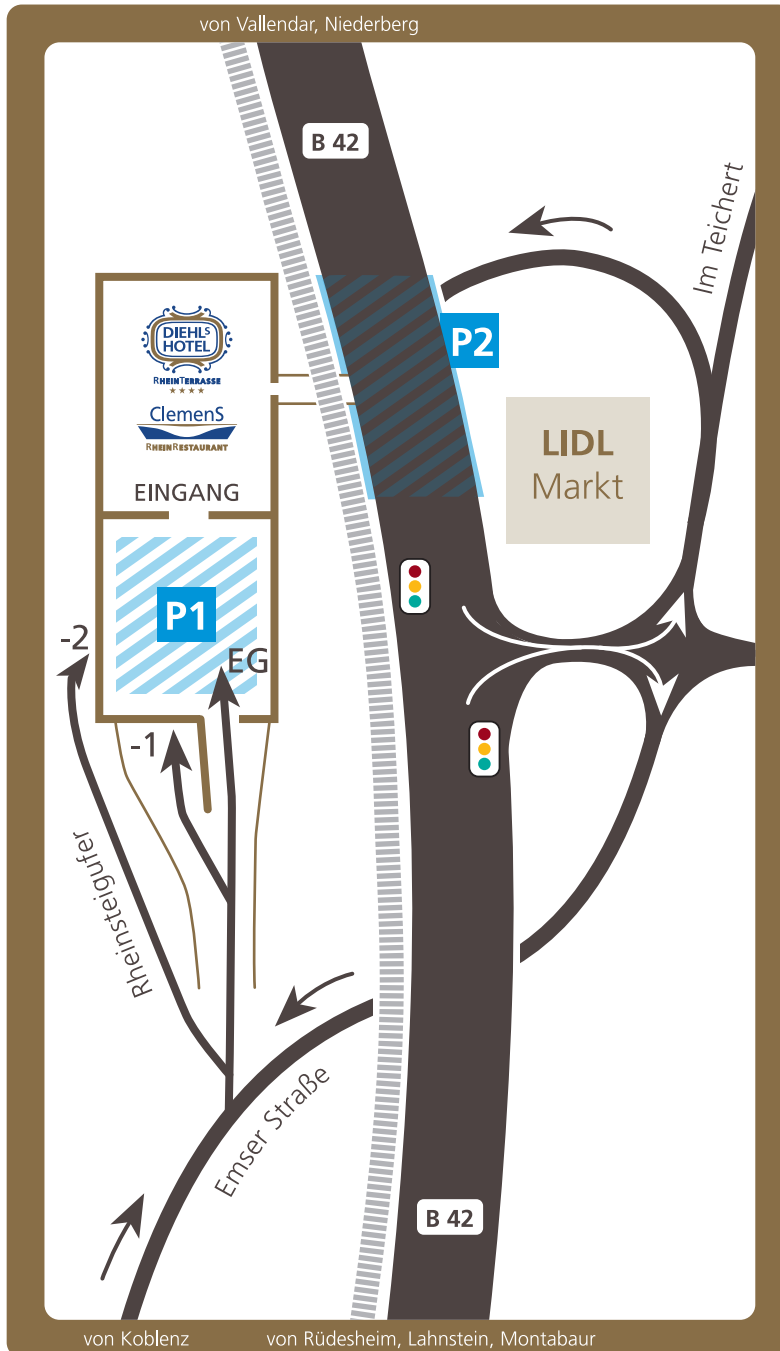 von Vallendar, Niederberg
B 42
Im Teichert
DIEHLS
HOTEL
RHEINTERRASSE
ClemenS
RHEINRESTAURANT
P2
LIDL
Markt
EINGANG
P1
-2
EG
-1
Rheinsteigufer
Emser Straße
B 42
von Koblenz
von Rüdesheim, Lahnstein, Montabaur